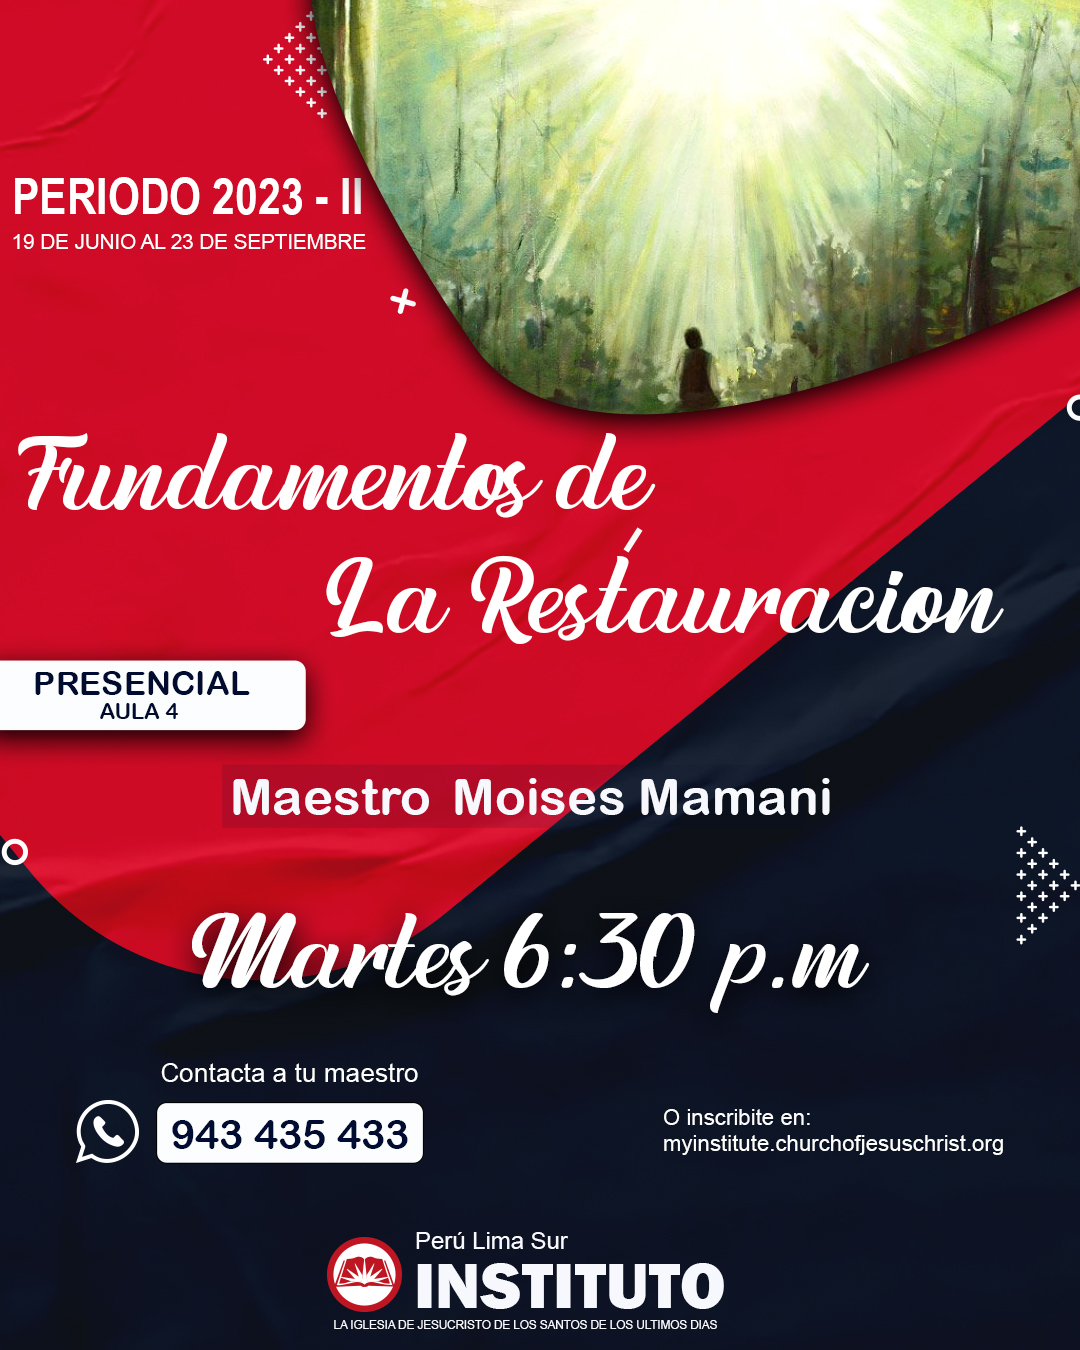 PERIODO 2023 - II
19 DE JUNIO AL 23 DE SEPTIEMBRE
Fundamentos de
La Restauración
PRESENCIAL
AULA 4
Maestro Moises Mamani
Martes 6:30 p.m
Contacta a tu maestro
943 435 433
O inscribite en:
myinstitute.churchofjesuschrist.org
Perú Lima Sur
INSTITUTO
LA IGLESIA DE JESUCRISTO DE LOS SANTOS DE LOS ULTIMOS DIAS